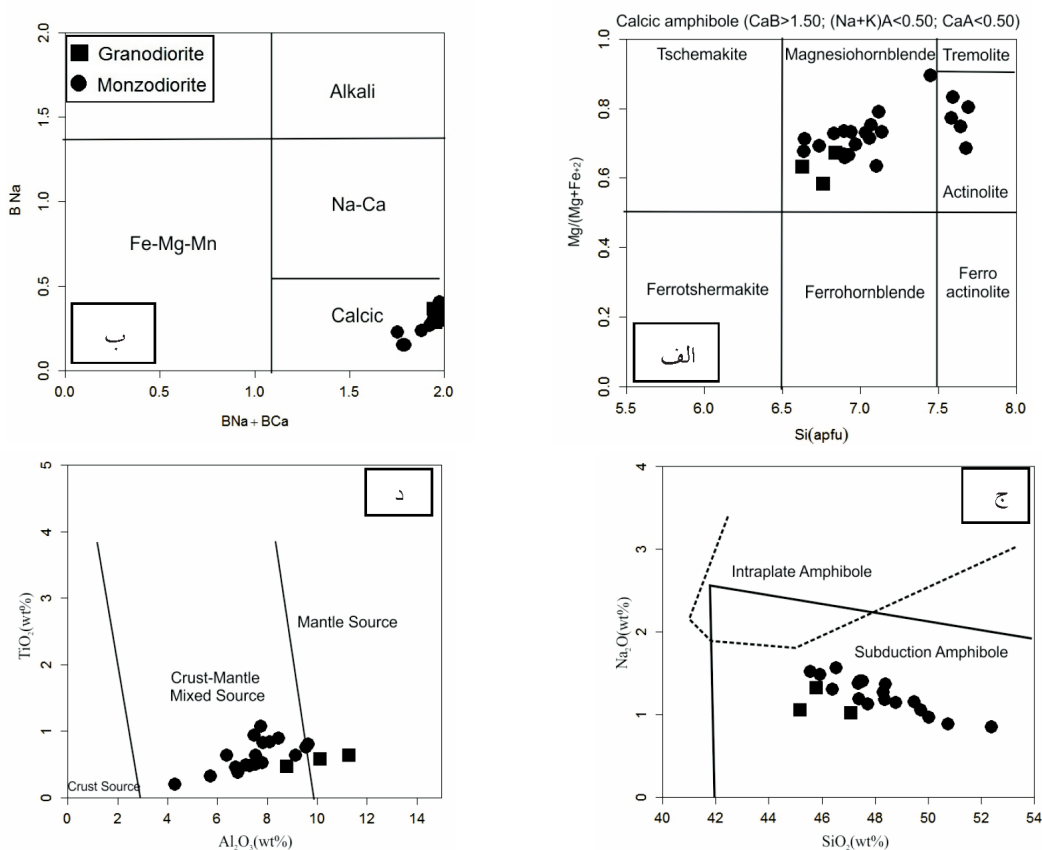 2.0
1.5
1.0
0.5
0.0
B Na
Granodiorite
Monzodiorite
Alkali
Na-Ca
Fe-Mg-Mn
Calcic
ب
0.0 0.5 1.0 1.5 2.0
BNa + BCa
Calcic amphibole (CaB>1.50; (Na+K)A<0.50; CaA<0.50)
1.0
0.8
0.6
0.4
0.2
0.0
Mg/(Mg+Fe+2)
Tschemakite Magnesiohornblende Tremolite
Actinolite
Ferrotshermakite Ferrohornblende Ferro
actinolite
الف
5.5 6.0 6.5 7.0 7.5 8.0
Si(apfu)
5
4
3
2
1
0
TiO2(wt%)
د
Mantle Source
Crust-Mantle
Mixed Source
Crust Source
0 2 4 6 8 10 12 14
Al2O3(wt%)
4
3
2
1
0
Na2O(wt%)
ج
Intraplate Amphibole
Subduction Amphibole
40 42 44 46 48 50 52 54
SiO2(wt%)